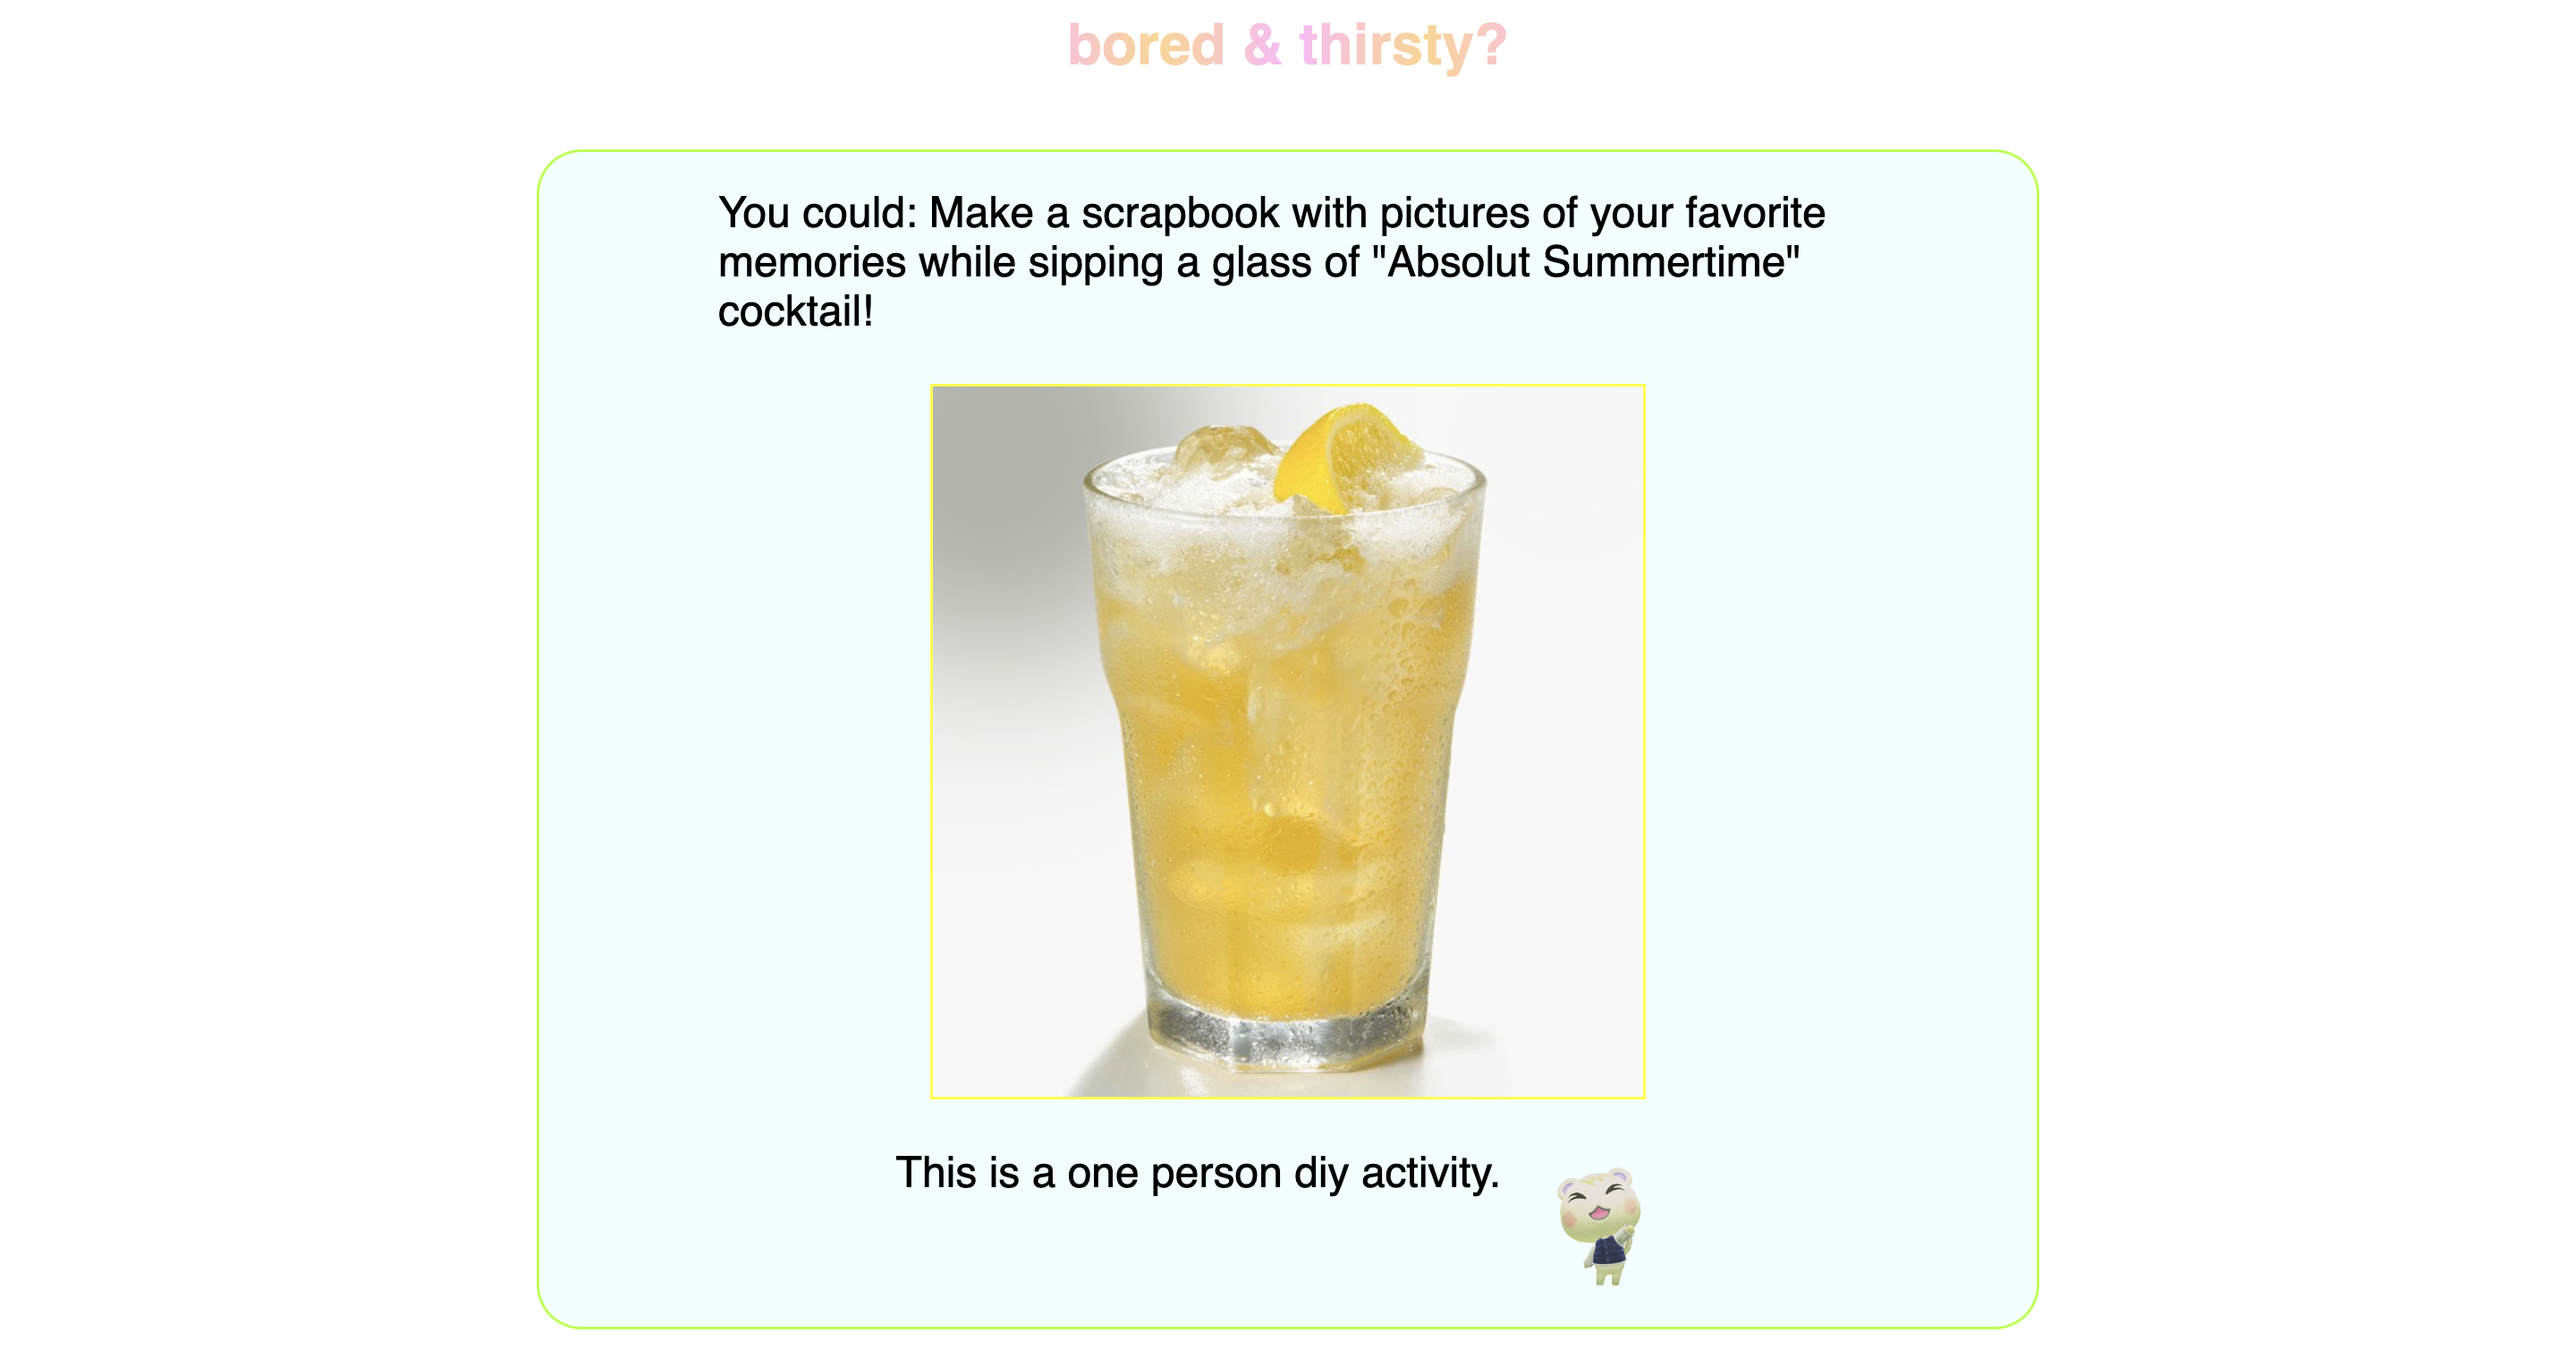 bored & thirsty?
You could: Make a scrapbook with pictures of your favorite
memories while sipping a glass of "Absolut Summertime"
cocktail!
This is a one person diy activity.